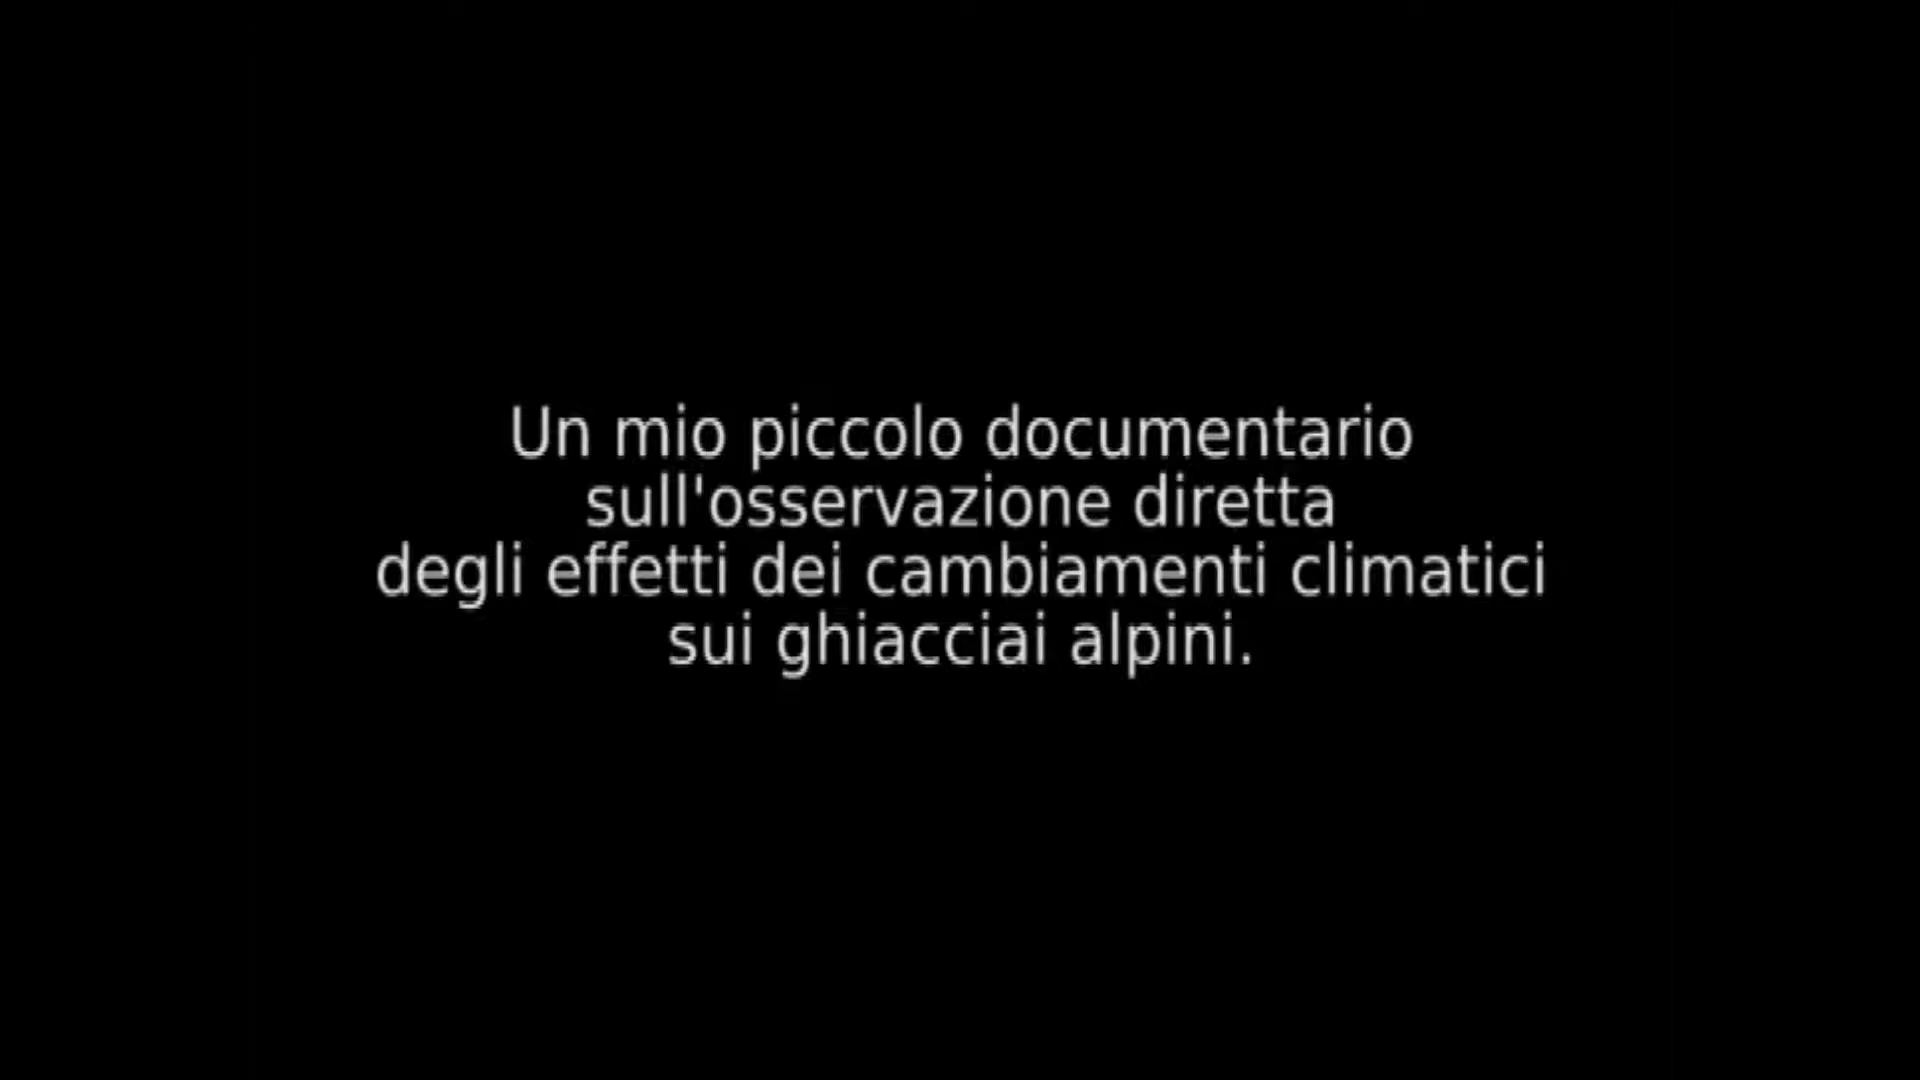 Un mio piccolo documentario
sull'osservazione diretta
degli effetti dei cambiamenti climatici
sui ghiacciai alpini.